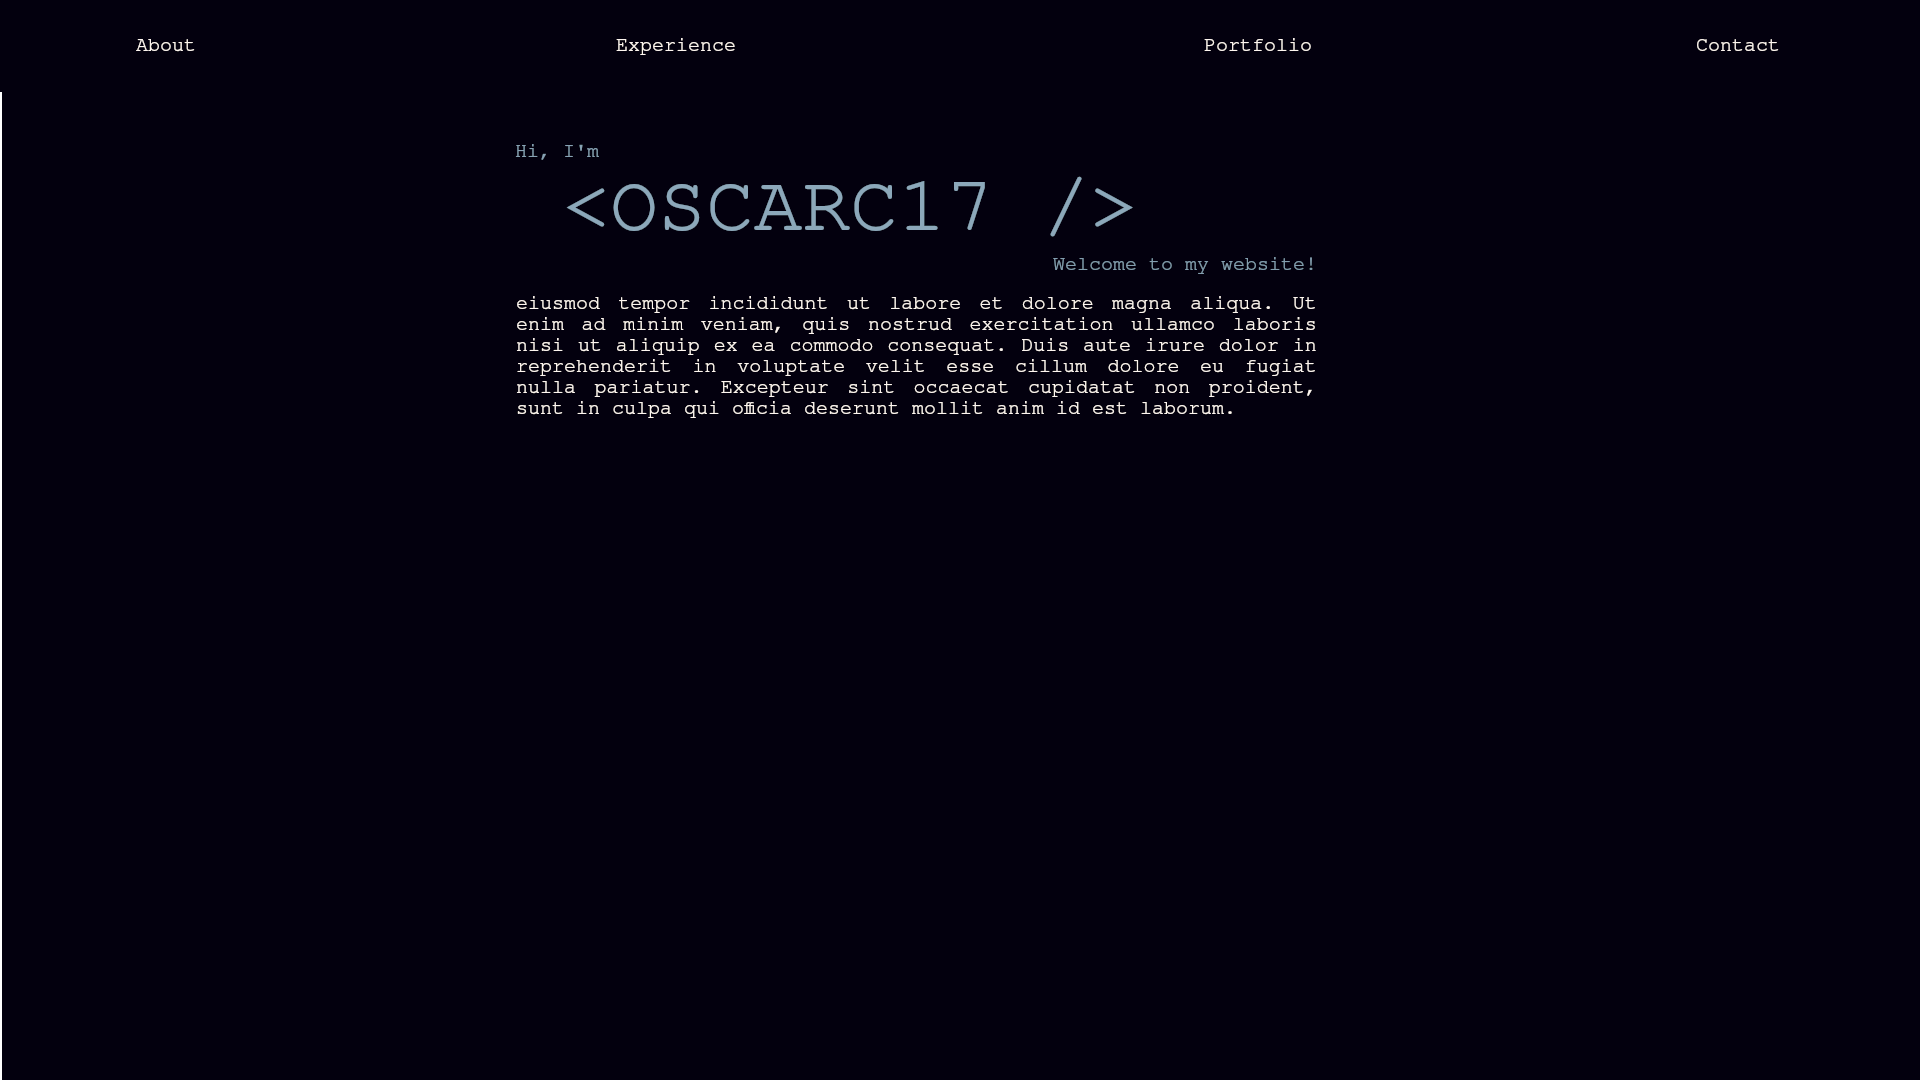 About Experience Portfolio Contact
Hi, I'm
<OSCARC17 />
Welcome to my website!
eiusmod tempor incididunt ut labore et dolore magna aliqua. Ut
enim ad minim veniam, quis nostrud exercitation ullamco laboris
nisi ut aliquip ex ea commodo consequat. Duis aute irure dolor in
reprehenderit in voluptate velit esse cillum dolore eu fugiat
nulla pariatur. Excepteur sint occaecat cupidatat non proident,
sunt in culpa qui officia deserunt mollit anim id est laborum.